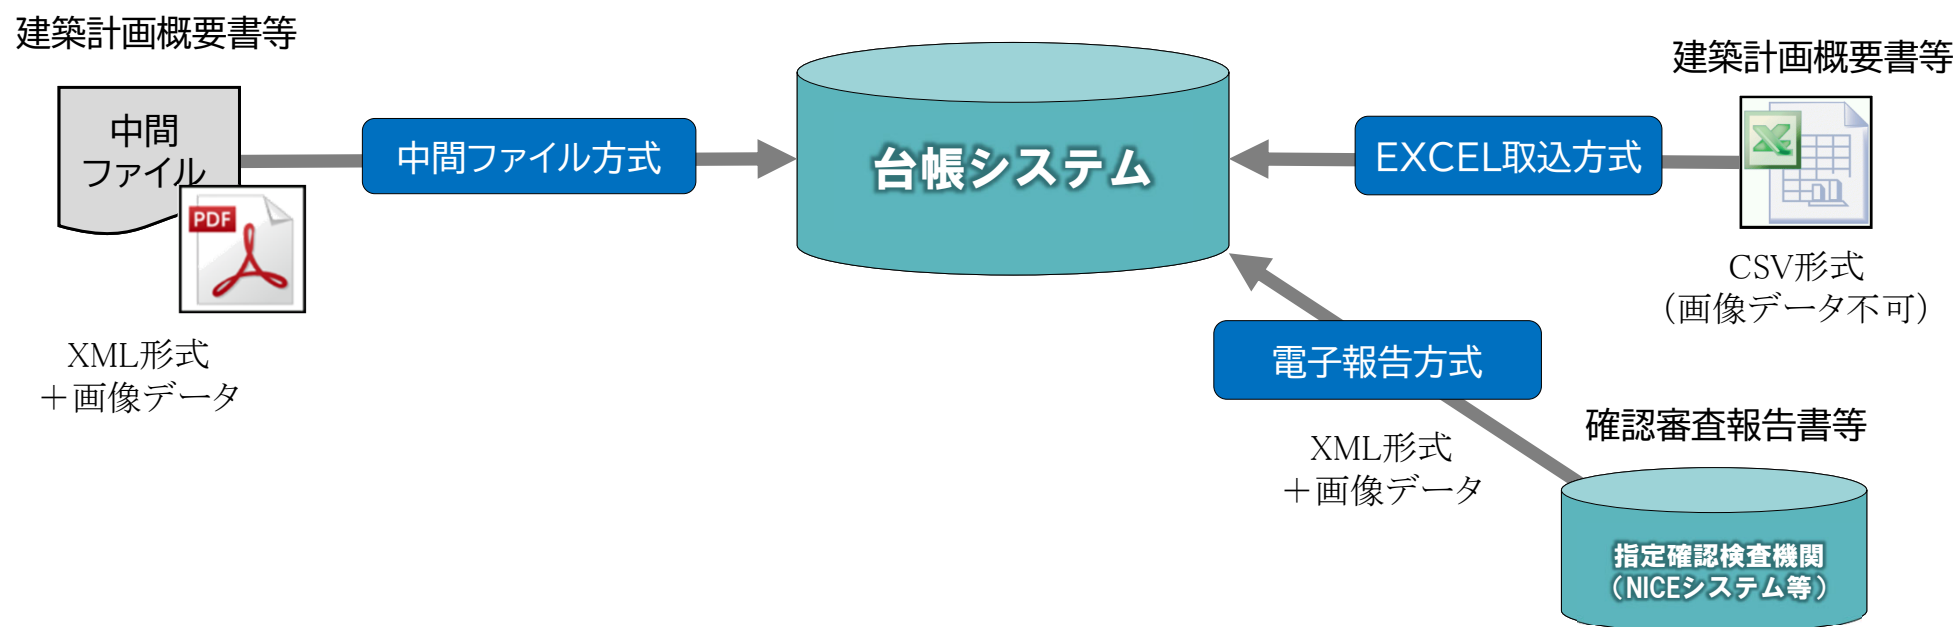 建築計画概要書等
中間
ファイル
PDF
XML形式
＋画像データ
中間ファイル方式
台帳システム
EXCEL取込方式
建築計画概要書等
CSV形式
（画像データ不可）
電子報告方式
XML形式
＋画像データ
確認審査報告書等
指定確認検査機関
（NICEシステム等）